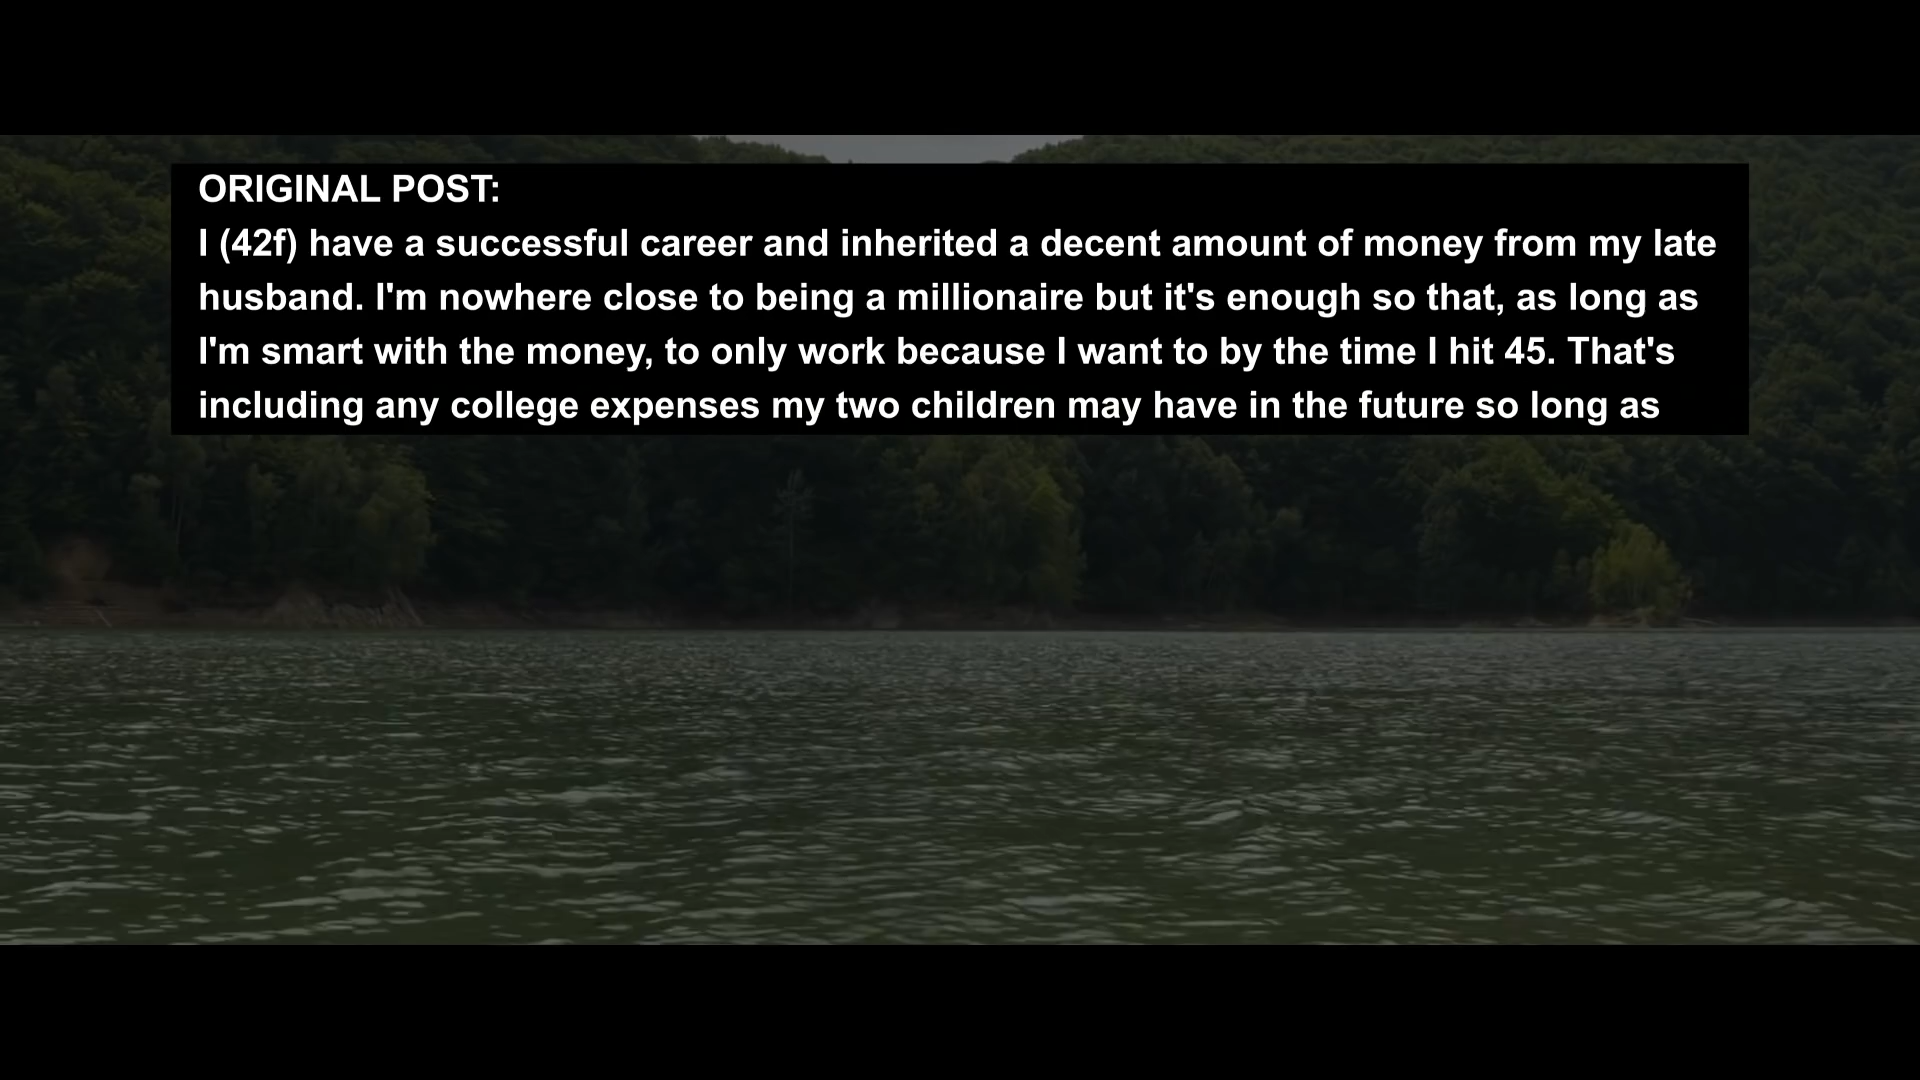 ORIGINAL POST:
I (42f) have a successful career and inherited a decent amount of money from my late
husband. I'm nowhere close to being a millionaire but it's enough so that, as long as
I'm smart with the money, to only work because I want to by the time I hit 45. That's
including any college expenses my two children may have in the future so long as